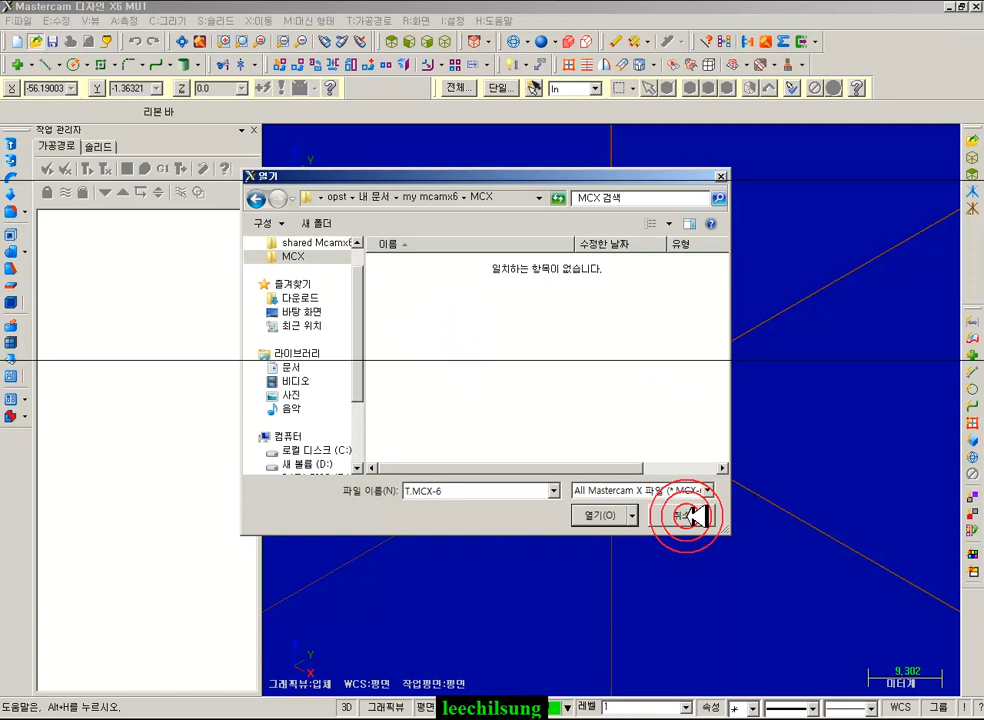 Mastercam 디자인 X6 MUI
F:파일 E:수정 V:뷰 A:측정 C:그리기 S:솔리드 X:이동 M:머신 형태 T:가공경로 R:화면 I:설정 H:도움말
X -56.19003 Y -1.36321 Z 0.0 전체... 단일... In
리본 바
작업 관리자
가공경로 솔리드
G1
열기
opst 내 문서 my mcamx6 MCX MCX 검색
구성 새 폴더
shared Mcamx6
MCX
즐겨찾기
다운로드
바탕 화면
최근 위치
라이브러리
문서
비디오
사진
음악
컴퓨터
로컬 디스크 (C:)
새 볼륨 (D:)
이름 수정한 날짜 유형
일치하는 항목이 없습니다.
파일 이름(N): T.MCX-6 All Mastercam X 파일 (*.MCX-
열기(O)
Y
Y
X
그래픽뷰:입체 WCS:평면 작업평면:평면
9.302
미터계
도움말은, Alt+H를 누르시오.
3D 그래픽뷰 평면 레벨 1 속성 WCS 그룹 ! ?
leechilsung